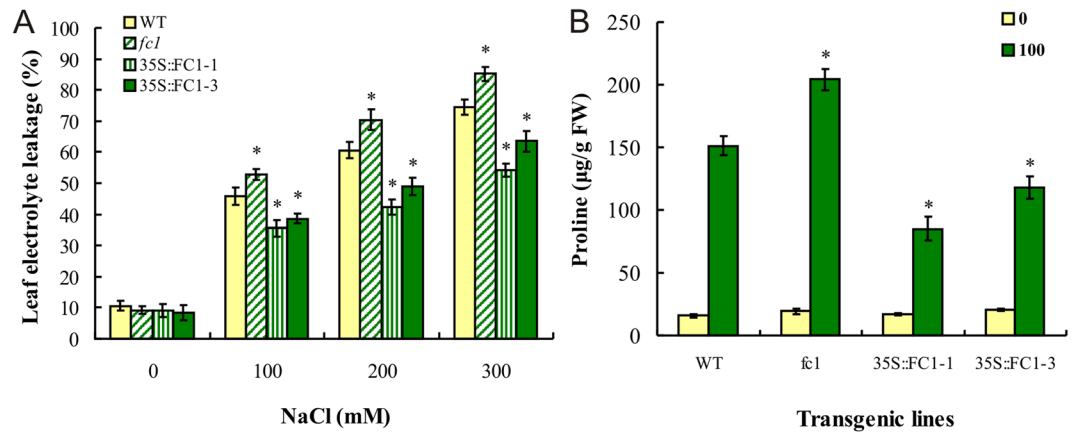 A
Leaf electrolyte leakage (%)
100
90
80
70
60
50
40
30
20
10
0
WT
fc1
35S::FC1-1
35S::FC1-3
*
*
*
*
*
*
*
*
*
0
100
200
300
NaCl (mM)
B
Proline (µg/g FW)
250
200
150
100
50
0
0
100
*
*
*
WT
fc1
35S::FC1-1
35S::FC1-3
Transgenic lines